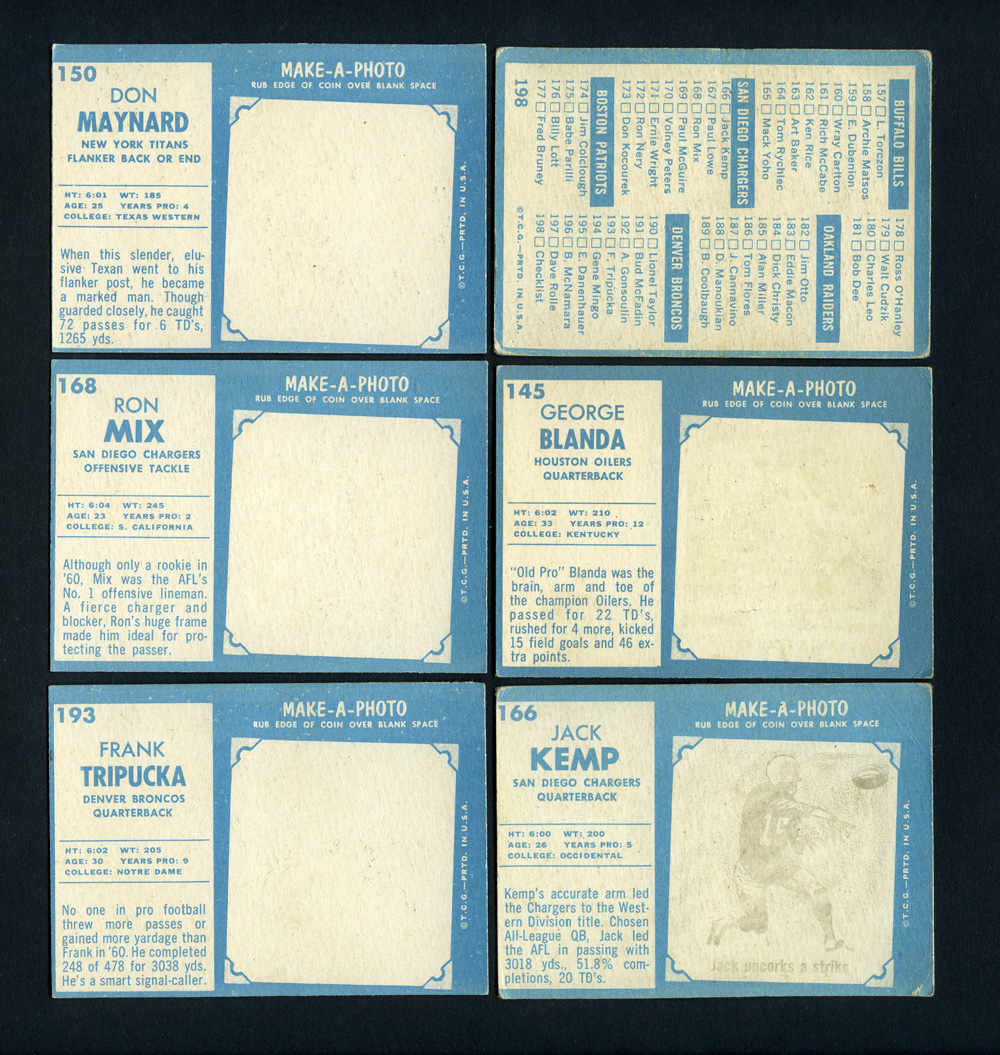 150
DON
MAYNARD
NEW YORK TITANS
FLANKER BACK OR END
HT: 6:01 WT: 185
AGE: 25 YEARS PRO: 4
COLLEGE: TEXAS WESTERN
When this slender, elu-
sive Texan went to his
flanker post, he became
a marked man. Though
guarded closely, he caught
72 passes for 6 TD's,
1265 yds.
MAKE-A-PHOTO
RUB EDGE OF COIN OVER BLANK SPACE
©T.C.G.—PRTD. IN U.S.A.
BUFFALO BILLS
157 □ L. Torczon
158 □ Archie Matsos
159 □ E. Dubenion
160 □ Wray Carlton
161 □ Rich McCabe
162 □ Ken Rice
163 □ Art Baker
164 □ Tom Rychlec
165 □ Mack Yoho
SAN DIEGO CHARGERS
166 □ Jack Kemp
167 □ Paul Lowe
168 □ Ron Mix
169 □ Paul McGuire
170 □ Volney Peters
171 □ Ernie Wright
172 □ Ron Nery
173 □ Don Kocourek
BOSTON PATRIOTS
174 □ Jim Colclough
175 □ Babe Parilli
176 □ Billy Lott
177 □ Fred Bruney
198
178 □ Ross O'Hanley
179 □ Walt Cudzik
180 □ Charles Leo
181 □ Bob Dee
OAKLAND RAIDERS
182 □ Jim Otto
183 □ Eddie Macon
184 □ Dick Christy
185 □ Alan Miller
186 □ Tom Flores
187 □ J. Cannavino
188 □ D. Manoukian
189 □ B. Coolbaugh
DENVER BRONCOS
190 □ Lionel Taylor
191 □ Bud McFadin
192 □ A. Gonsoulin
193 □ F. Tripucka
194 □ Gene Mingo
195 □ E. Danenhauer
196 □ B. McNamara
197 □ Dave Rolle
198 □ Checklist
©T.C.G.—PRTD. IN U.S.A.
168
RON
MIX
SAN DIEGO CHARGERS
OFFENSIVE TACKLE
HT: 6:04 WT: 245
AGE: 23 YEARS PRO: 2
COLLEGE: S. CALIFORNIA
Although only a rookie in
'60, Mix was the AFL's
No. 1 offensive lineman.
A fierce charger and
blocker, Ron's huge frame
made him ideal for pro-
tecting the passer.
MAKE-A-PHOTO
RUB EDGE OF COIN OVER BLANK SPACE
©T.C.G.—PRTD. IN U.S.A.
145
GEORGE
BLANDA
HOUSTON OILERS
QUARTERBACK
HT: 6:02 WT: 210
AGE: 33 YEARS PRO: 12
COLLEGE: KENTUCKY
"Old Pro" Blanda was the
brain, arm and toe of
the champion Oilers. He
passed for 22 TD's,
rushed for 4 more, kicked
15 field goals and 46 ex-
tra points.
MAKE-A-PHOTO
RUB EDGE OF COIN OVER BLANK SPACE
©T.C.G.—PRTD. IN U.S.A.
193
FRANK
TRIPUCKA
DENVER BRONCOS
QUARTERBACK
HT: 6:02 WT: 205
AGE: 30 YEARS PRO: 9
COLLEGE: NOTRE DAME
No one in pro football
threw more passes or
gained more yardage than
Frank in '60. He completed
248 of 478 for 3038 yds.
He's a smart signal-caller.
MAKE-A-PHOTO
RUB EDGE OF COIN OVER BLANK SPACE
©T.C.G.—PRTD. IN U.S.A.
166
JACK
KEMP
SAN DIEGO CHARGERS
QUARTERBACK
HT: 6:00 WT: 200
AGE: 26 YEARS PRO: 5
COLLEGE: OCCIDENTAL
Kemp's accurate arm led
the Chargers to the West-
ern Division title. Chosen
All-League QB, Jack led
the AFL in passing with
3018 yds., 51.8% com-
pletions, 20 TD's.
MAKE-A-PHOTO
RUB EDGE OF COIN OVER BLANK SPACE
15
Jack uncorks a strike
©T.C.G.—PRTD. IN U.S.A.